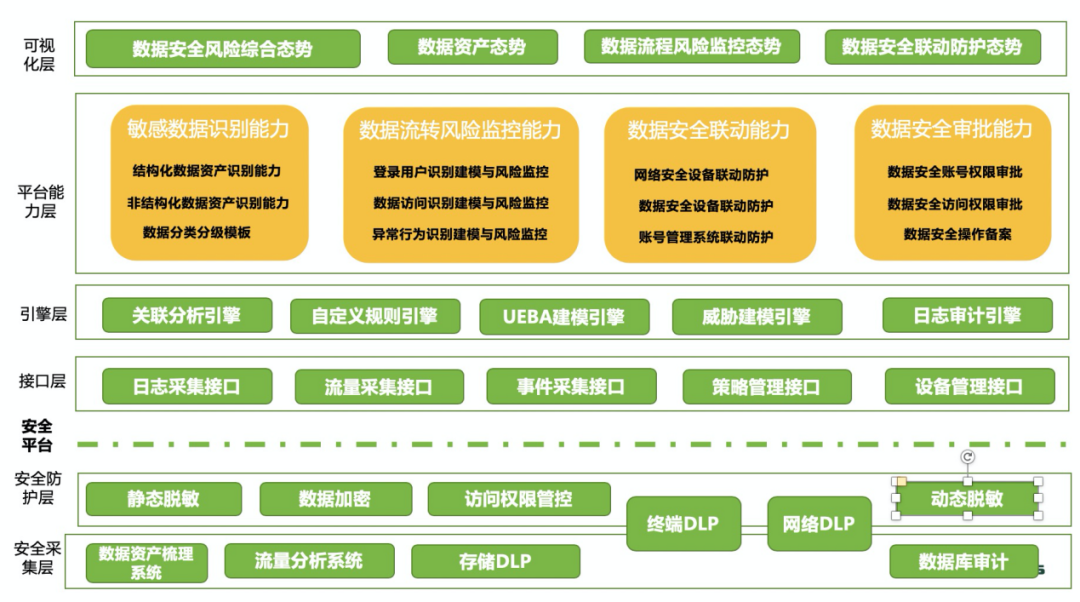 可视
化层
数据安全风险综合态势
数据资产态势
数据流程风险监控态势
数据安全联动防护态势
平台能
力层
敏感数据识别能力
结构化数据资产识别能力
非结构化数据资产识别能力
数据分类分级模板
数据流转风险监控能力
登录用户识别建模与风险监控
数据访问识别建模与风险监控
异常行为识别建模与风险监控
数据安全联动能力
网络安全设备联动防护
数据安全设备联动防护
账号管理系统联动防护
数据安全审批能力
数据安全账号权限审批
数据安全访问权限审批
数据安全操作备案
引擎层
关联分析引擎
自定义规则引擎
UEBA建模引擎
威胁建模引擎
日志审计引擎
接口层
日志采集接口
流量采集接口
事件采集接口
策略管理接口
设备管理接口
安全
平台
安全防
护层
静态脱敏
数据加密
访问权限管控
终端DLP
网络DLP
动态脱敏
安全采
集层
数据资产梳理
系统
流量分析系统
存储DLP
数据库审计